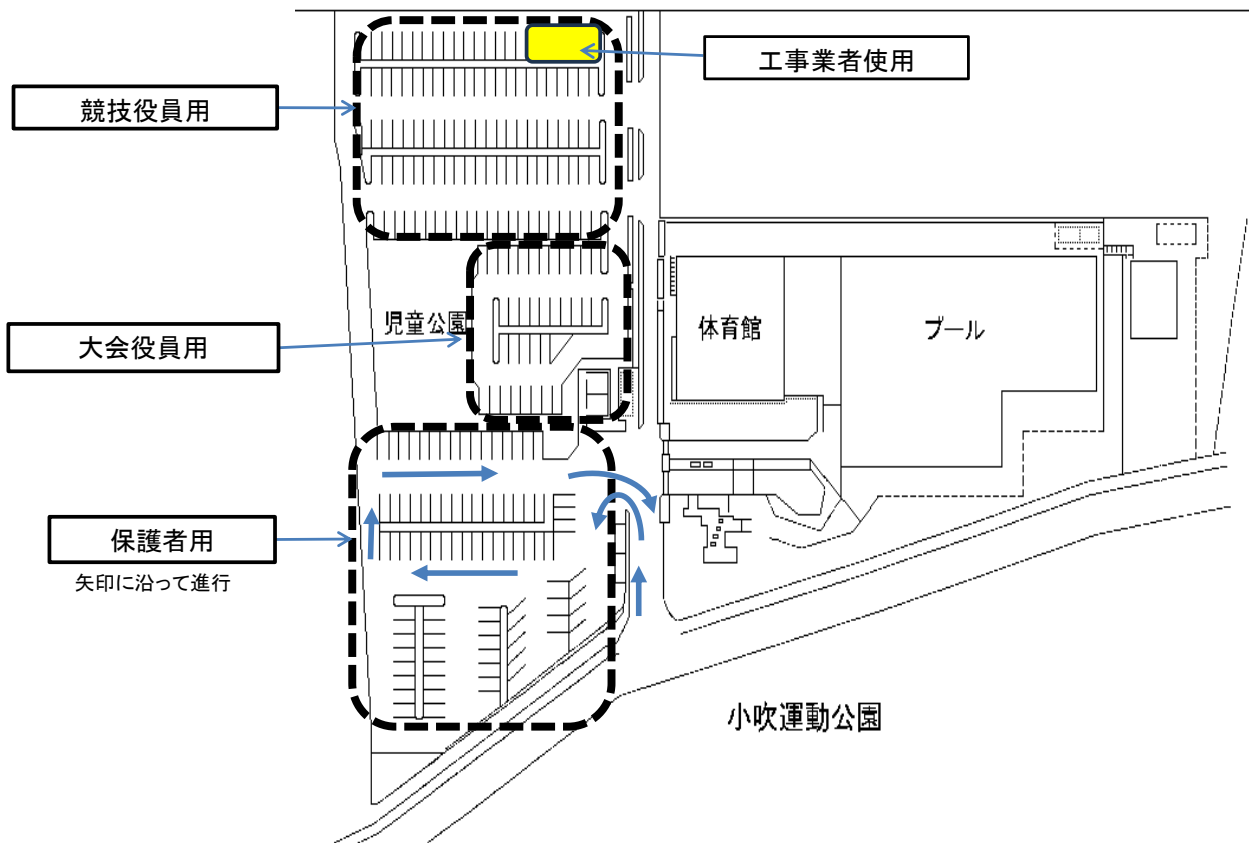 工事業者使用
競技役員用
児童公園
大会役員用
体育館
プール
保護者用
矢印に沿って進行
小吹運動公園